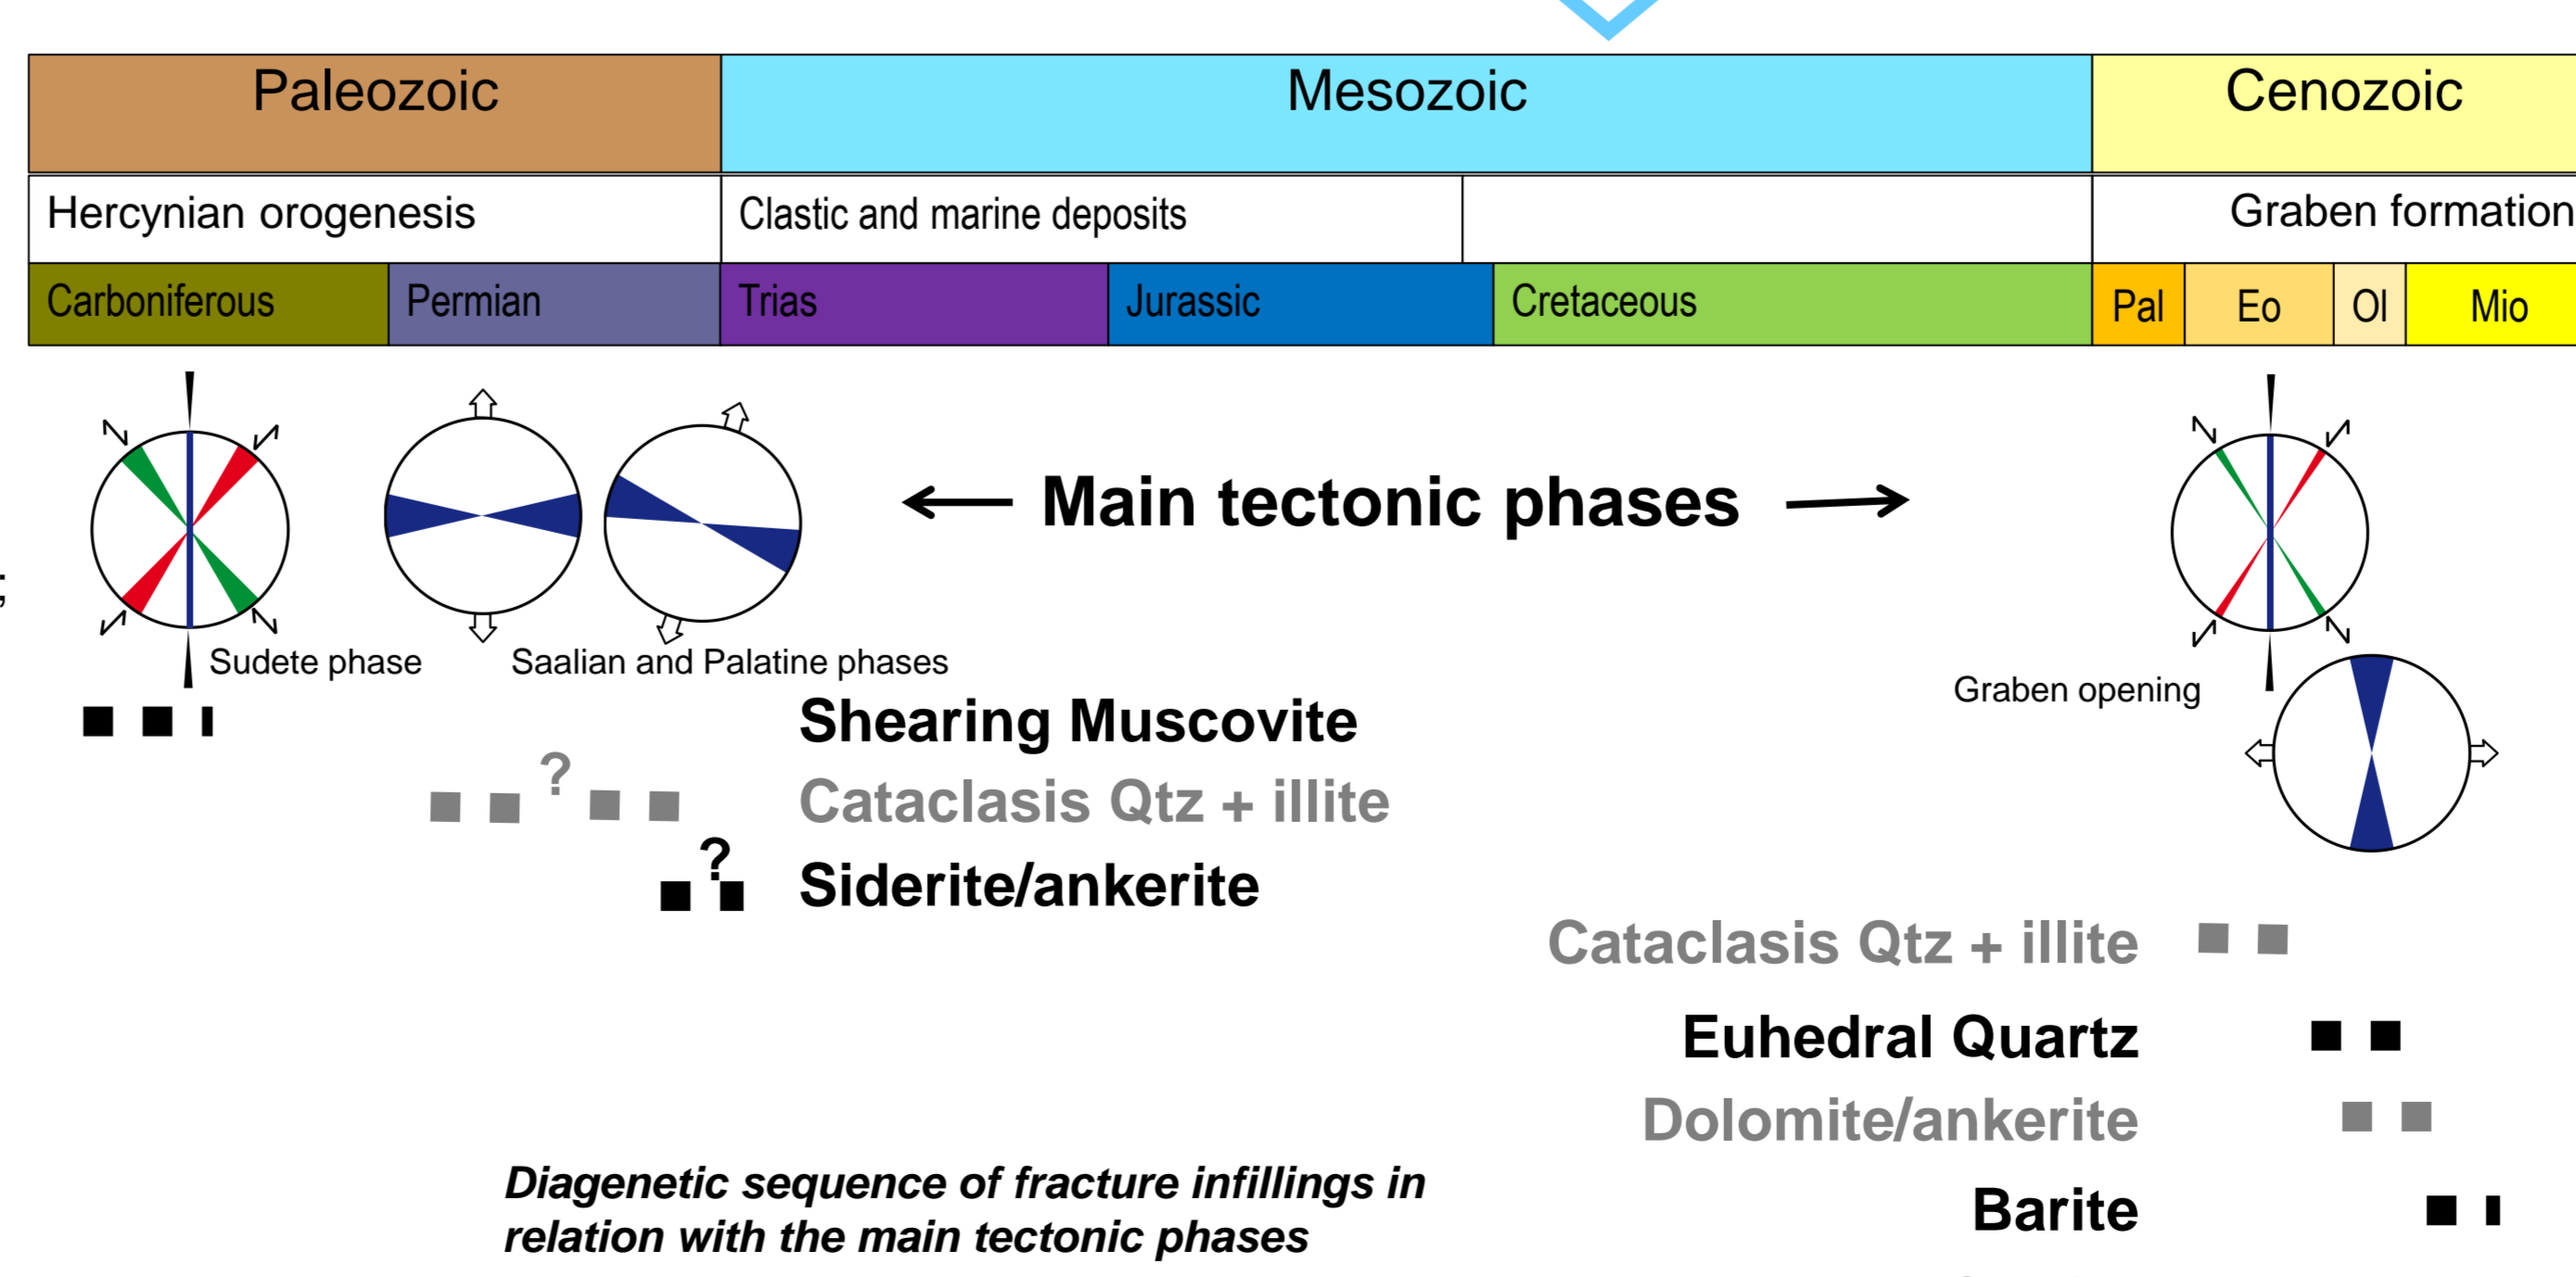 Paleozoic
Mesozoic
Cenozoic
Hercynian orogenesis
Clastic and marine deposits
Graben formation
Carboniferous
Permian
Trias
Jurassic
Cretaceous
Pal
Eo
Ol
Mio
← Main tectonic phases →
;
Sudete phase
Saalian and Palatine phases
Graben opening
Shearing Muscovite
?
Cataclasis Qtz + illite
?
Siderite/ankerite
Cataclasis Qtz + illite
Euhedral Quartz
Dolomite/ankerite
Diagenetic sequence of fracture infillings in
relation with the main tectonic phases
Barite